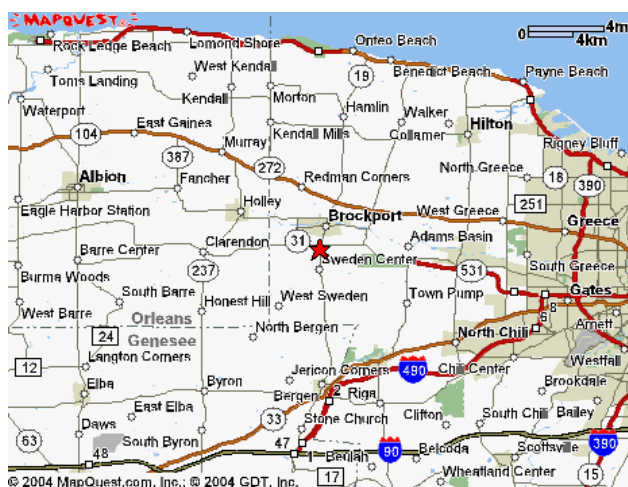 MAPQUEST
4mi
4km
Rock Ledge Beach
Lomond Shore
Onteo Beach
Toms Landing
West Kendall
19
Benedict Beach
Payne Beach
Kendall
Morton
Waterport
Hamlin
Walker
104
East Gaines
Kendall Mills
Collamer
Hilton
Rigney Bluff
Murray
387
272
North Greece
18
390
Albion
Fancher
Redman Corners
Holley
251
Eagle Harbor Station
Brockport
West Greece
Greece
31
Adams Basin
Barre Center
Clarendon
Sweden Center
South Greece
Burma Woods
237
531
South Barre
Honest Hill
West Sweden
Town Pump
Gates
8
West Barre
Orleans
Genesee
6
Arnett
24
North Bergen
North Chili
Langton Corners
Westfall
12
490
Jericon Corners
Chili Center
Elba
Byron
Bergen
2
Riga
Brookdale
East Elba
33
Clifton
South Chili
Bailey
Daws
Stone Church
63
South Byron
47
390
48
1
90
Scottsville
Beulah
Belcoda
17
Wheatland Center
15
© 2004 MapQuest.com, Inc.; © 2004 GDT, Inc.